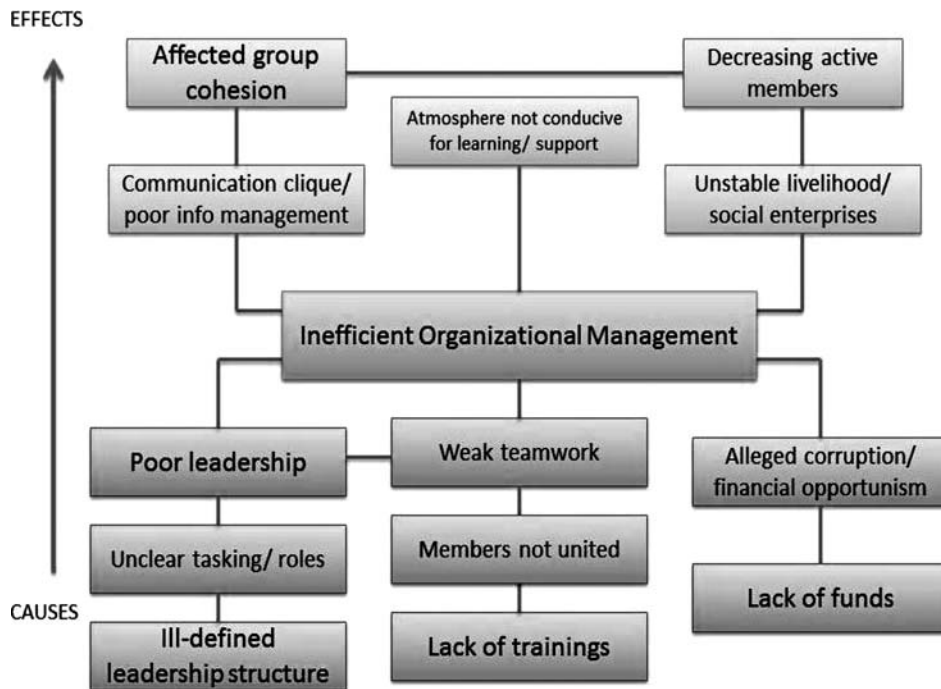 EFFECTS
Affected group
cohesion
Decreasing active
members
Atmosphere not conducive
for learning/ support
Communication clique/
poor info management
Unstable livelihood/
social enterprises
Inefficient Organizational Management
Poor leadership
Weak teamwork
Alleged corruption/
financial opportunism
Unclear tasking/ roles
Members not united
Lack of funds
CAUSES
Ill-defined
leadership structure
Lack of trainings